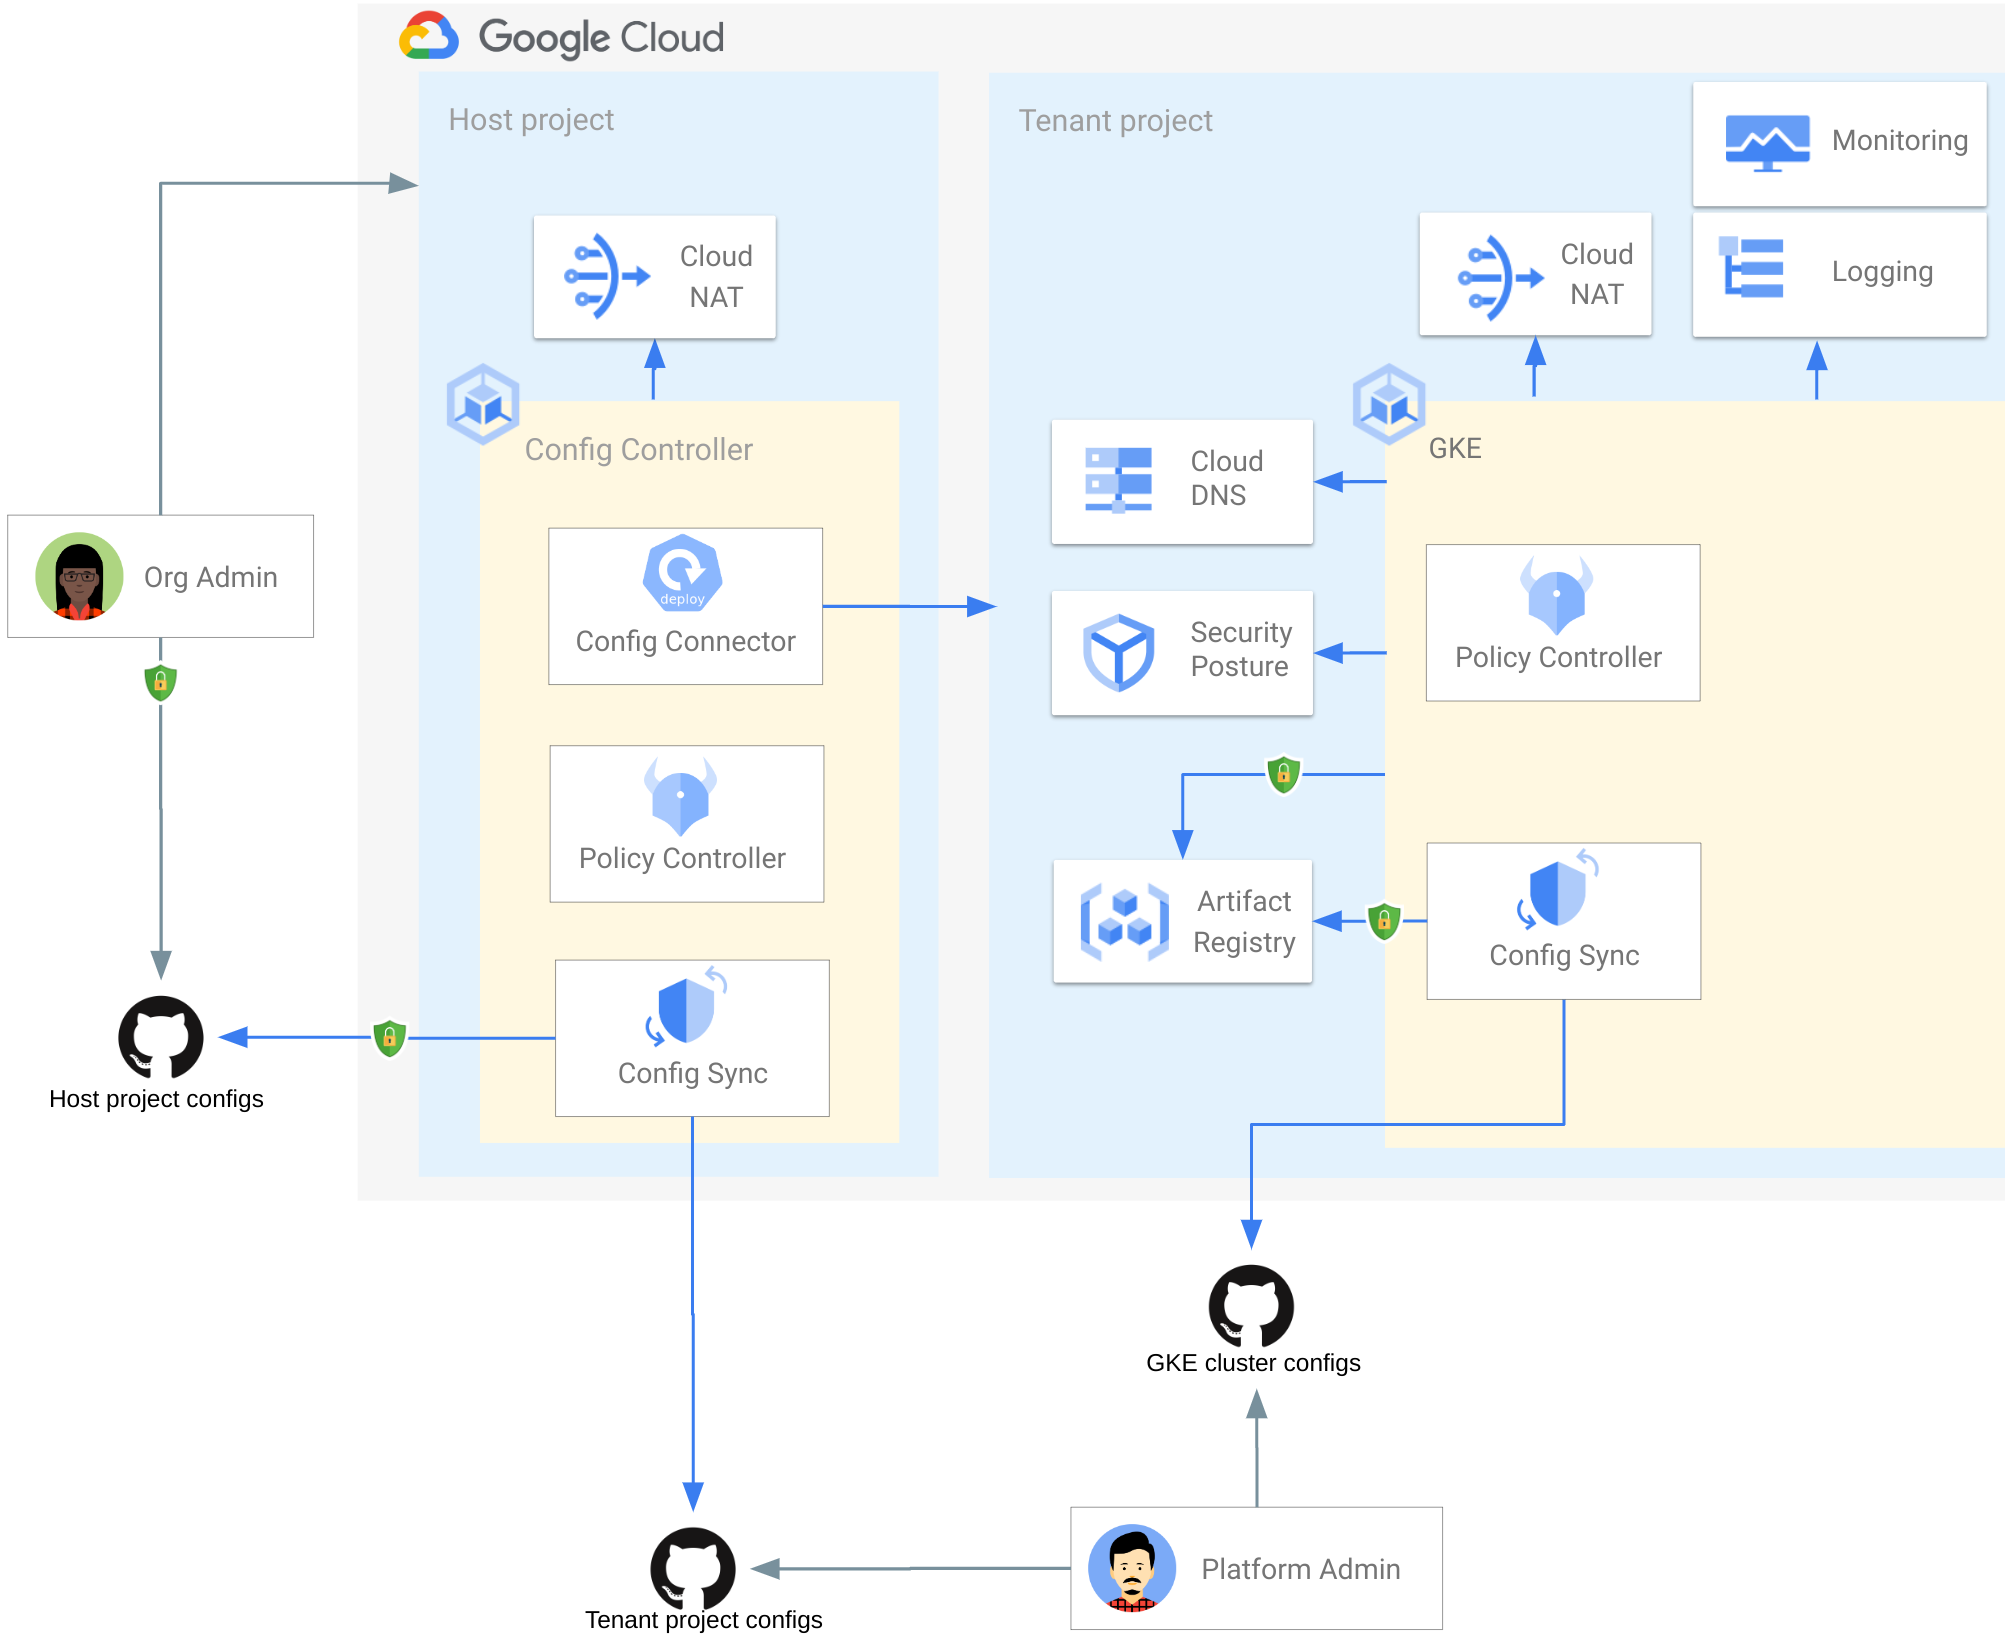 Google Cloud
Host project
Tenant project
Monitoring
Cloud
NAT
Cloud
NAT
Logging
Config Controller
GKE
Cloud
DNS
Org Admin
deploy
Config Connector
Security
Posture
Policy Controller
Policy Controller
Artifact
Registry
Config Sync
Config Sync
Host project configs
GKE cluster configs
Platform Admin
Tenant project configs